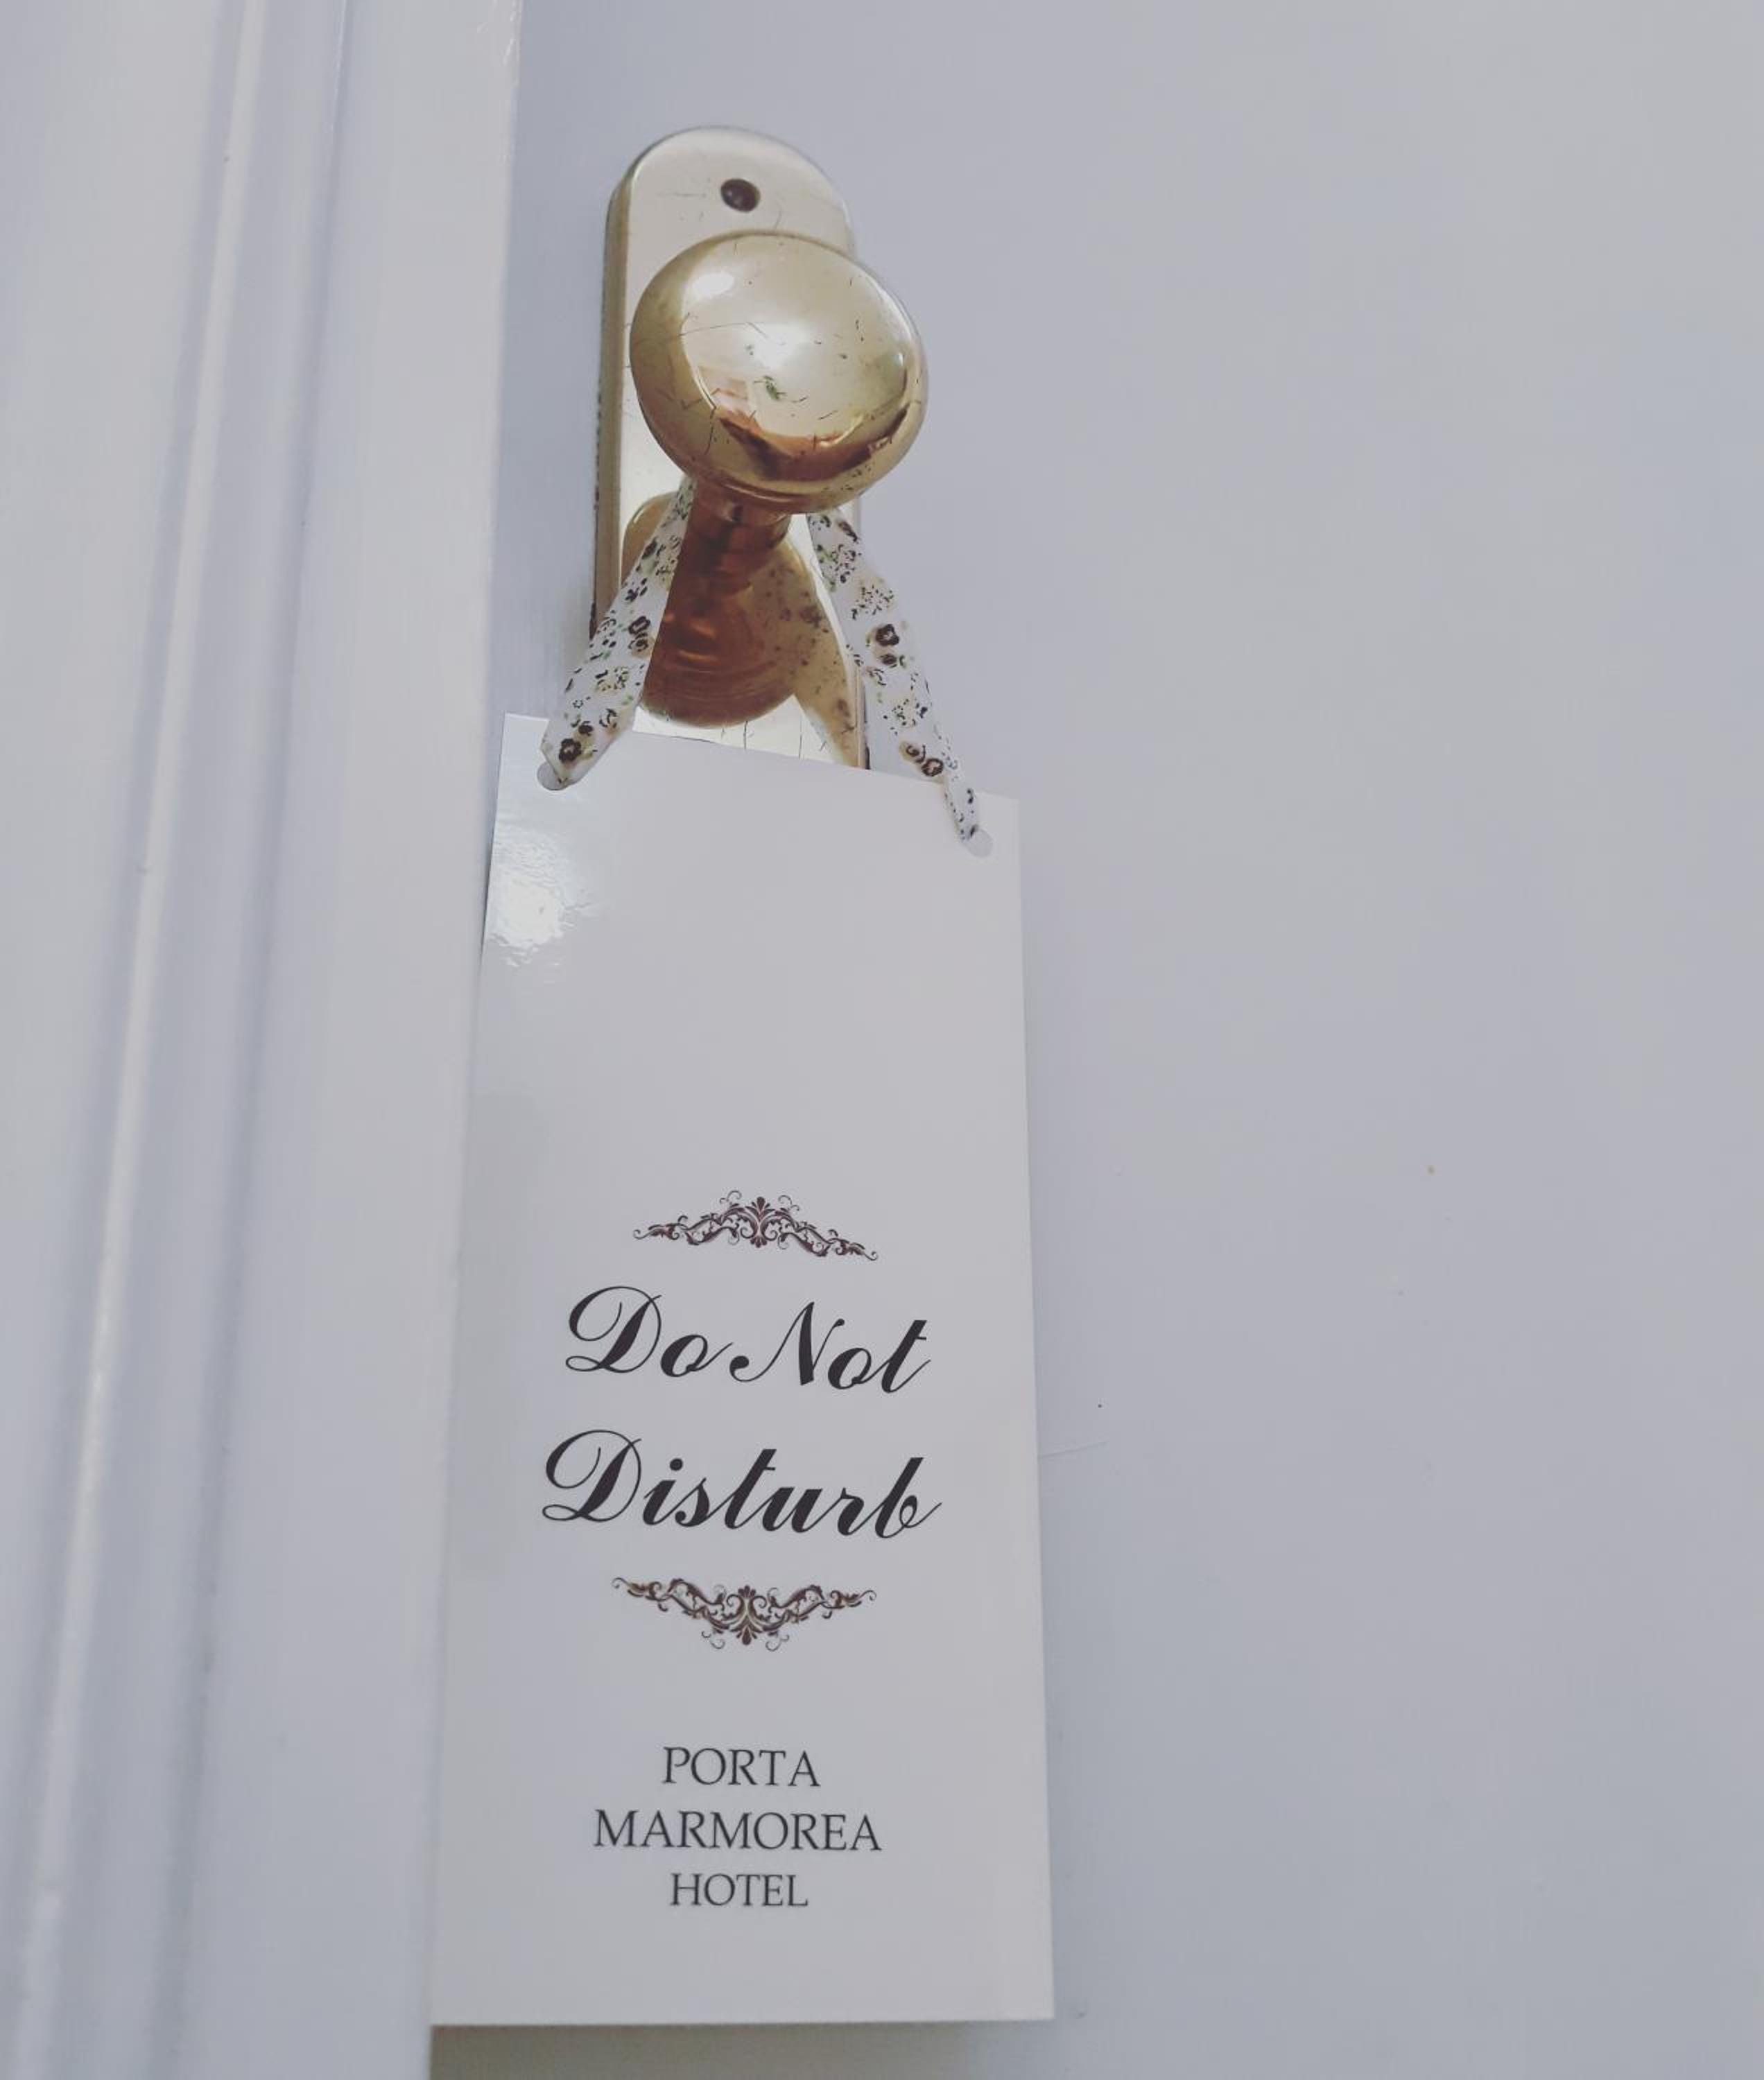 Do Not
Disturb
PORTA
MARMOREA
HOTEL